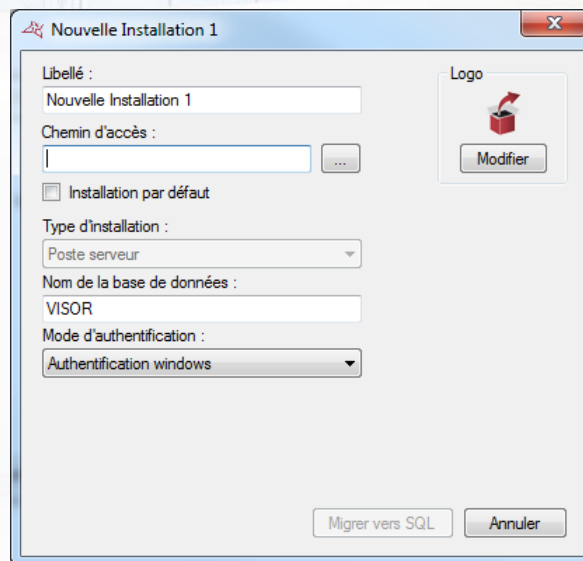 Nouvelle Installation 1
Libellé :
Logo
Nouvelle Installation 1
Chemin d'accès :
...
Modifier
Installation par défaut
Type d'installation :
Poste serveur
Nom de la base de données :
VISOR
Mode d'authentification :
Authentification windows
Migrer vers SQL
Annuler